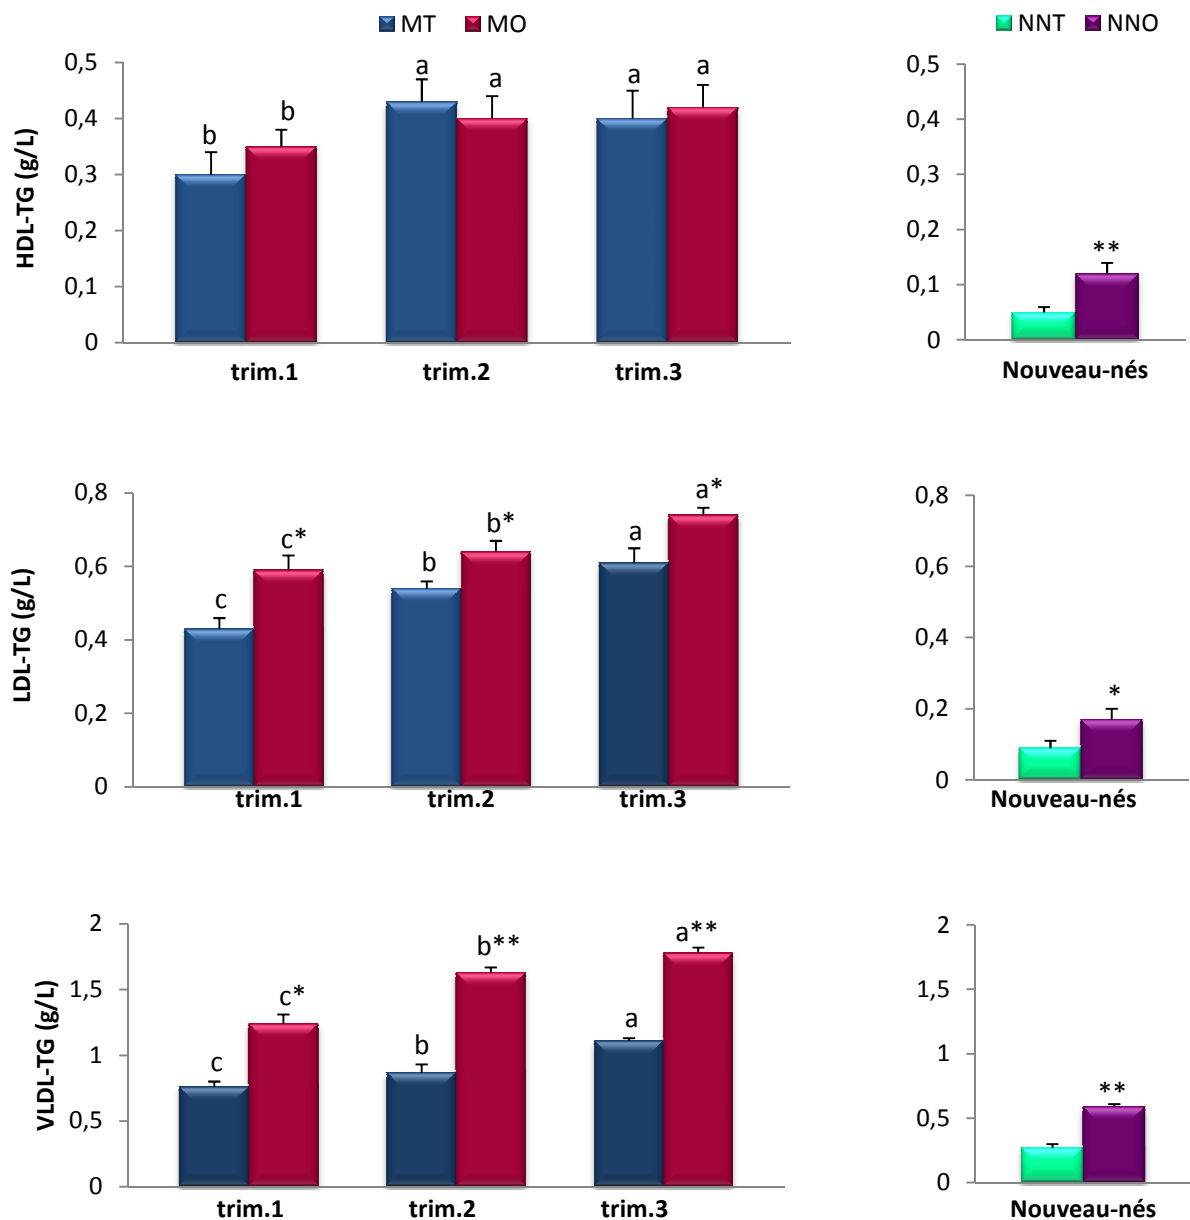 MT MO
NNT NNO
HDL-TG (g/L)
0,5
0,4
0,3
0,2
0,1
0
b b a a a a
trim.1 trim.2 trim.3
0,5
0,4
0,3
0,2
0,1
0
**
Nouveau-nés
LDL-TG (g/L)
0,8
0,6
0,4
0,2
0
c c* b b* a a*
trim.1 trim.2 trim.3
0,8
0,6
0,4
0,2
0
*
Nouveau-nés
VLDL-TG (g/L)
2
1,5
1
0,5
0
c c* b b** a a**
trim.1 trim.2 trim.3
2
1,5
1
0,5
0
**
Nouveau-nés